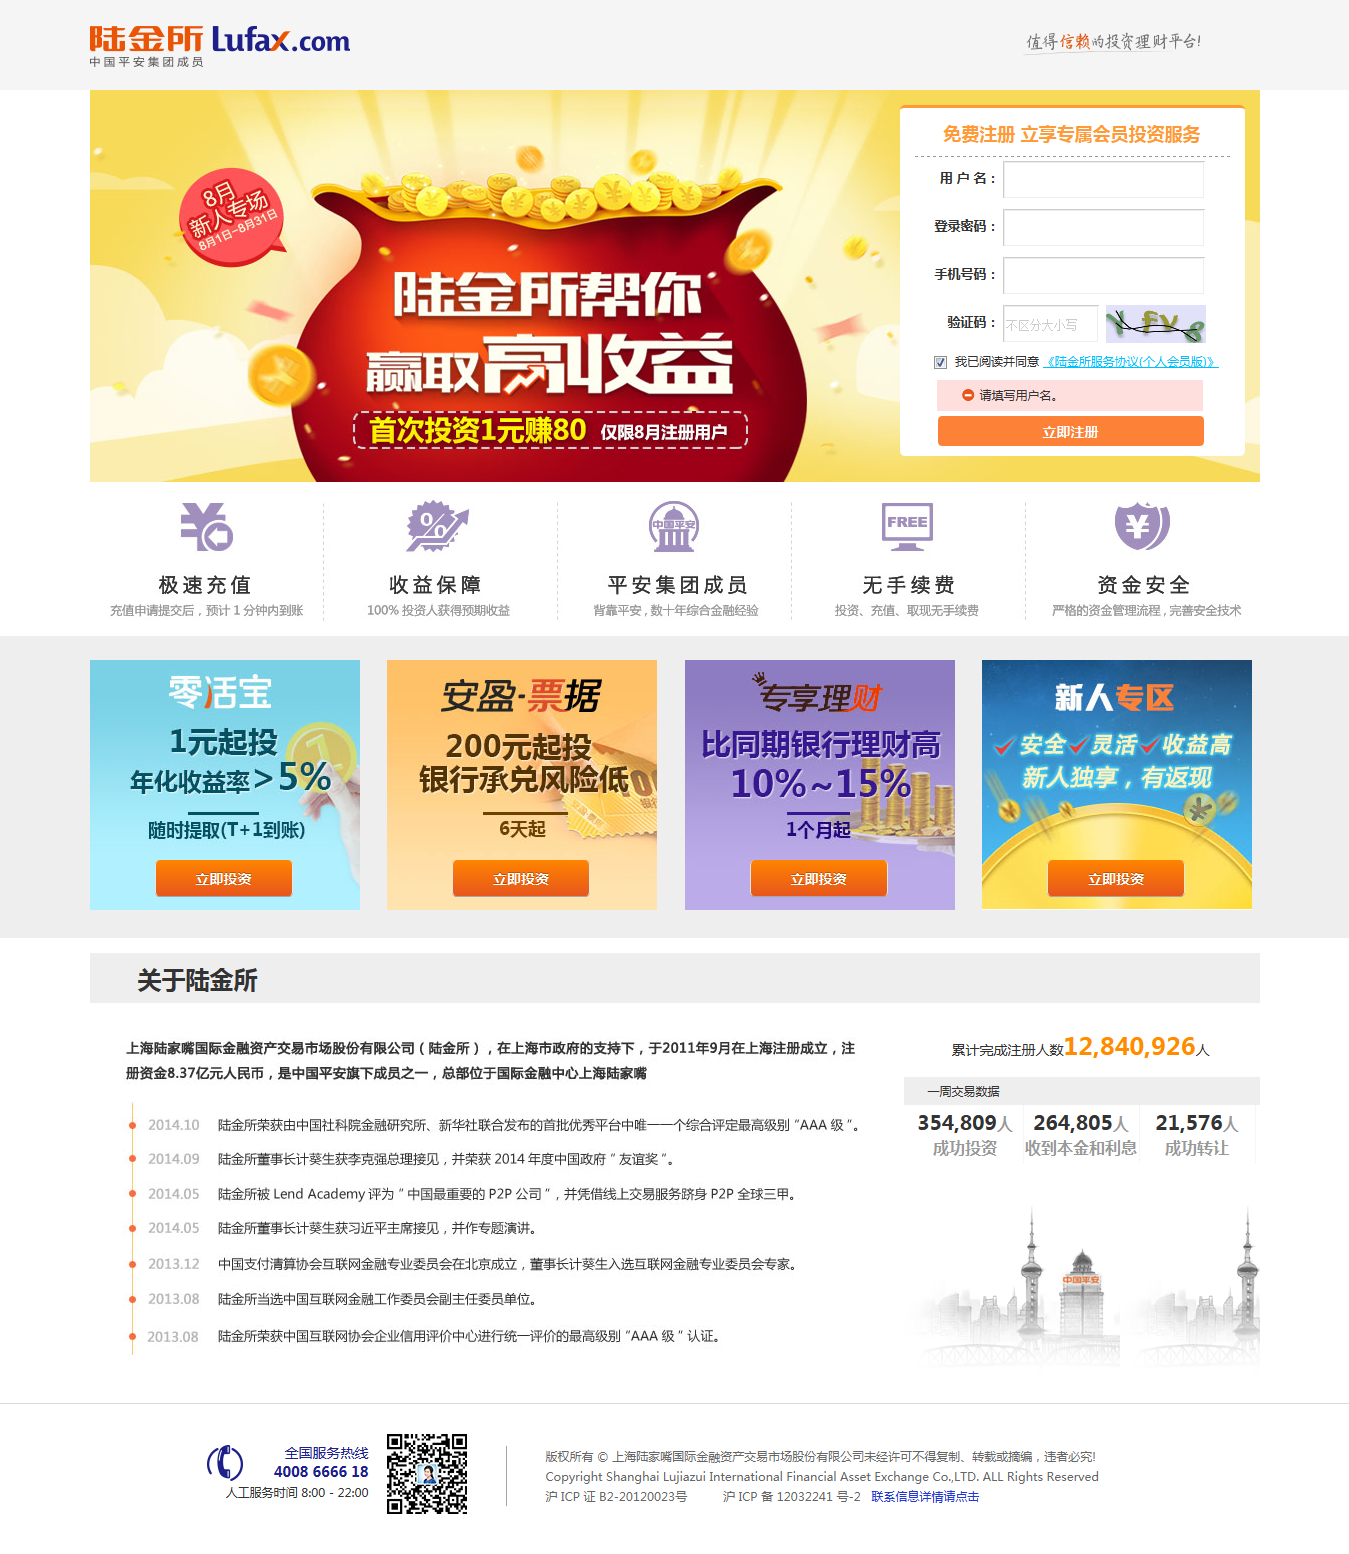 陆金所 Lufax.com
中国平安集团成员
值得信赖的投资理财平台!
8月
新人专场
8月1日-8月31日
陆金所帮你
赢取高收益
首次投资1元赚80 仅限8月注册用户
免费注册 立享专属会员投资服务
用 户 名：
登录密码：
手机号码：
验证码： 不区分大小写
我已阅读并同意 《陆金所服务协议(个人会员版)》
请填写用户名。
立即注册
中国平安
FREE
极速充值
充值申请提交后，预计 1 分钟内到账
收益保障
100% 投资人获得预期收益
平安集团成员
背靠平安 , 数十年综合金融经验
无手续费
投资、充值、取现无手续费
资金安全
严格的资金管理流程 , 完善安全技术
零活宝
1元起投
年化收益率>5%
随时提取(T+1到账)
立即投资
安盈-票据
200元起投
银行承兑风险低
6天起
立即投资
专享理财
比同期银行理财高
10%~15%
1个月起
立即投资
新人专区
安全 灵活 收益高
新人独享，有返现
立即投资
关于陆金所
上海陆家嘴国际金融资产交易市场股份有限公司（陆金所），在上海市政府的支持下，于2011年9月在上海注册成立，注
册资金8.37亿元人民币，是中国平安旗下成员之一，总部位于国际金融中心上海陆家嘴
2014.10 陆金所荣获由中国社科院金融研究所、新华社联合发布的首批优秀平台中唯一一个综合评定最高级别 “AAA 级 ”。
2014.09 陆金所董事长计葵生获李克强总理接见，并荣获 2014 年度中国政府 “ 友谊奖 ”。
2014.05 陆金所被 Lend Academy 评为 “ 中国最重要的 P2P 公司 ”，并凭借线上交易服务跻身 P2P 全球三甲。
2014.05 陆金所董事长计葵生获习近平主席接见，并作专题演讲。
2013.12 中国支付清算协会互联网金融专业委员会在北京成立，董事长计葵生入选互联网金融专业委员会专家。
2013.08 陆金所当选中国互联网金融工作委员会副主任委员单位。
2013.08 陆金所荣获中国互联网协会企业信用评价中心进行统一评价的最高级别 “AAA 级 ” 认证。
累计完成注册人数12,840,926人
一周交易数据
354,809人 264,805人 21,576人
成功投资 收到本金和利息 成功转让
中国平安
全国服务热线
4008 6666 18
人工服务时间 8:00 - 22:00
版权所有 © 上海陆家嘴国际金融资产交易市场股份有限公司未经许可不得复制、转载或摘编，违者必究!
Copyright Shanghai Lujiazui International Financial Asset Exchange Co.,LTD. ALL Rights Reserved
沪 ICP 证 B2-20120023号 沪 ICP 备 12032241 号-2 联系信息详情请点击